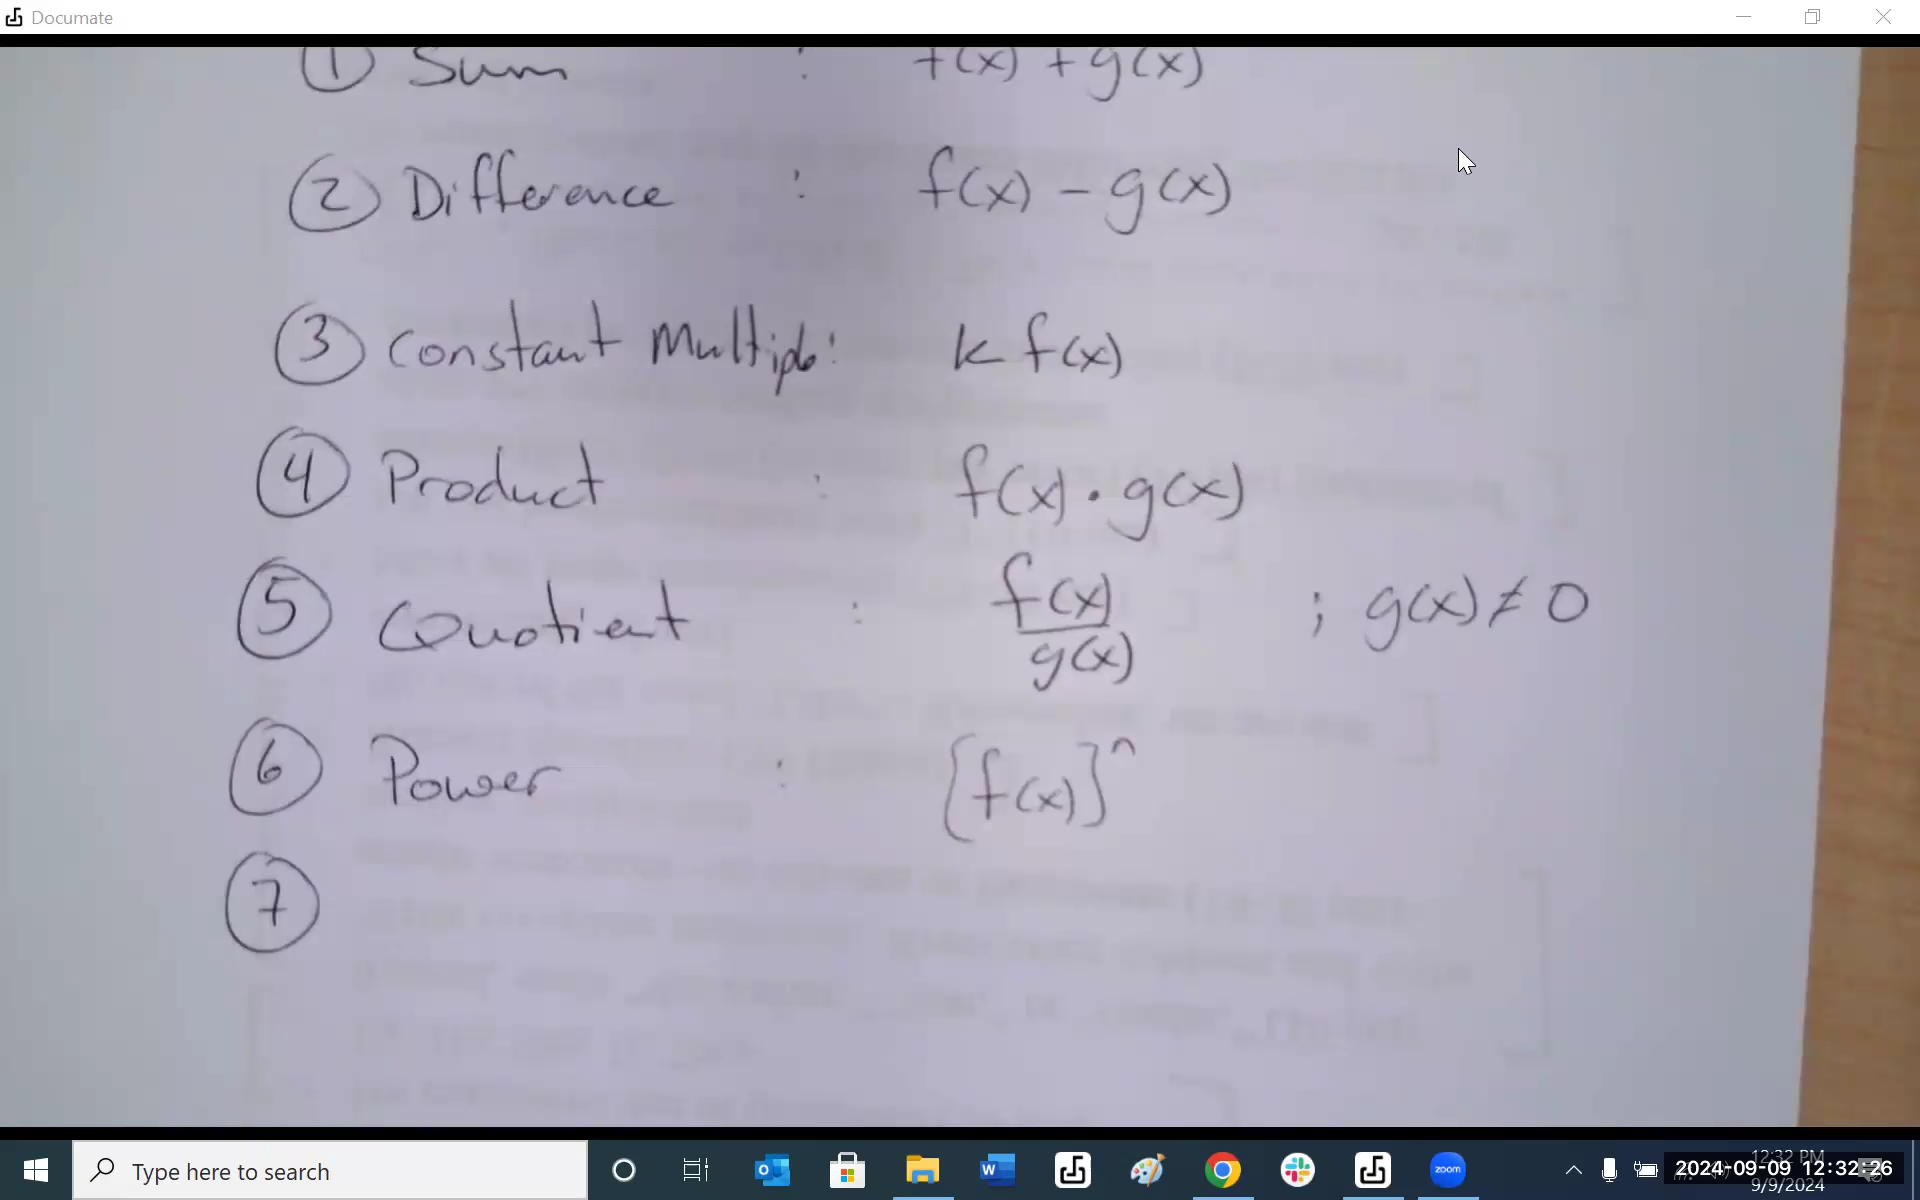 Documate
① Sum : f(x) + g(x)
② Difference : f(x) - g(x)
③ Constant Multiple: k f(x)
④ Product : f(x) · g(x)
⑤ Quotient : f(x)/g(x) ; g(x) ≠ 0
⑥ Power : [f(x)]ⁿ
⑦
Type here to search
zoom
12:32 PM
2024-09-09 12:32:26
9/9/2024